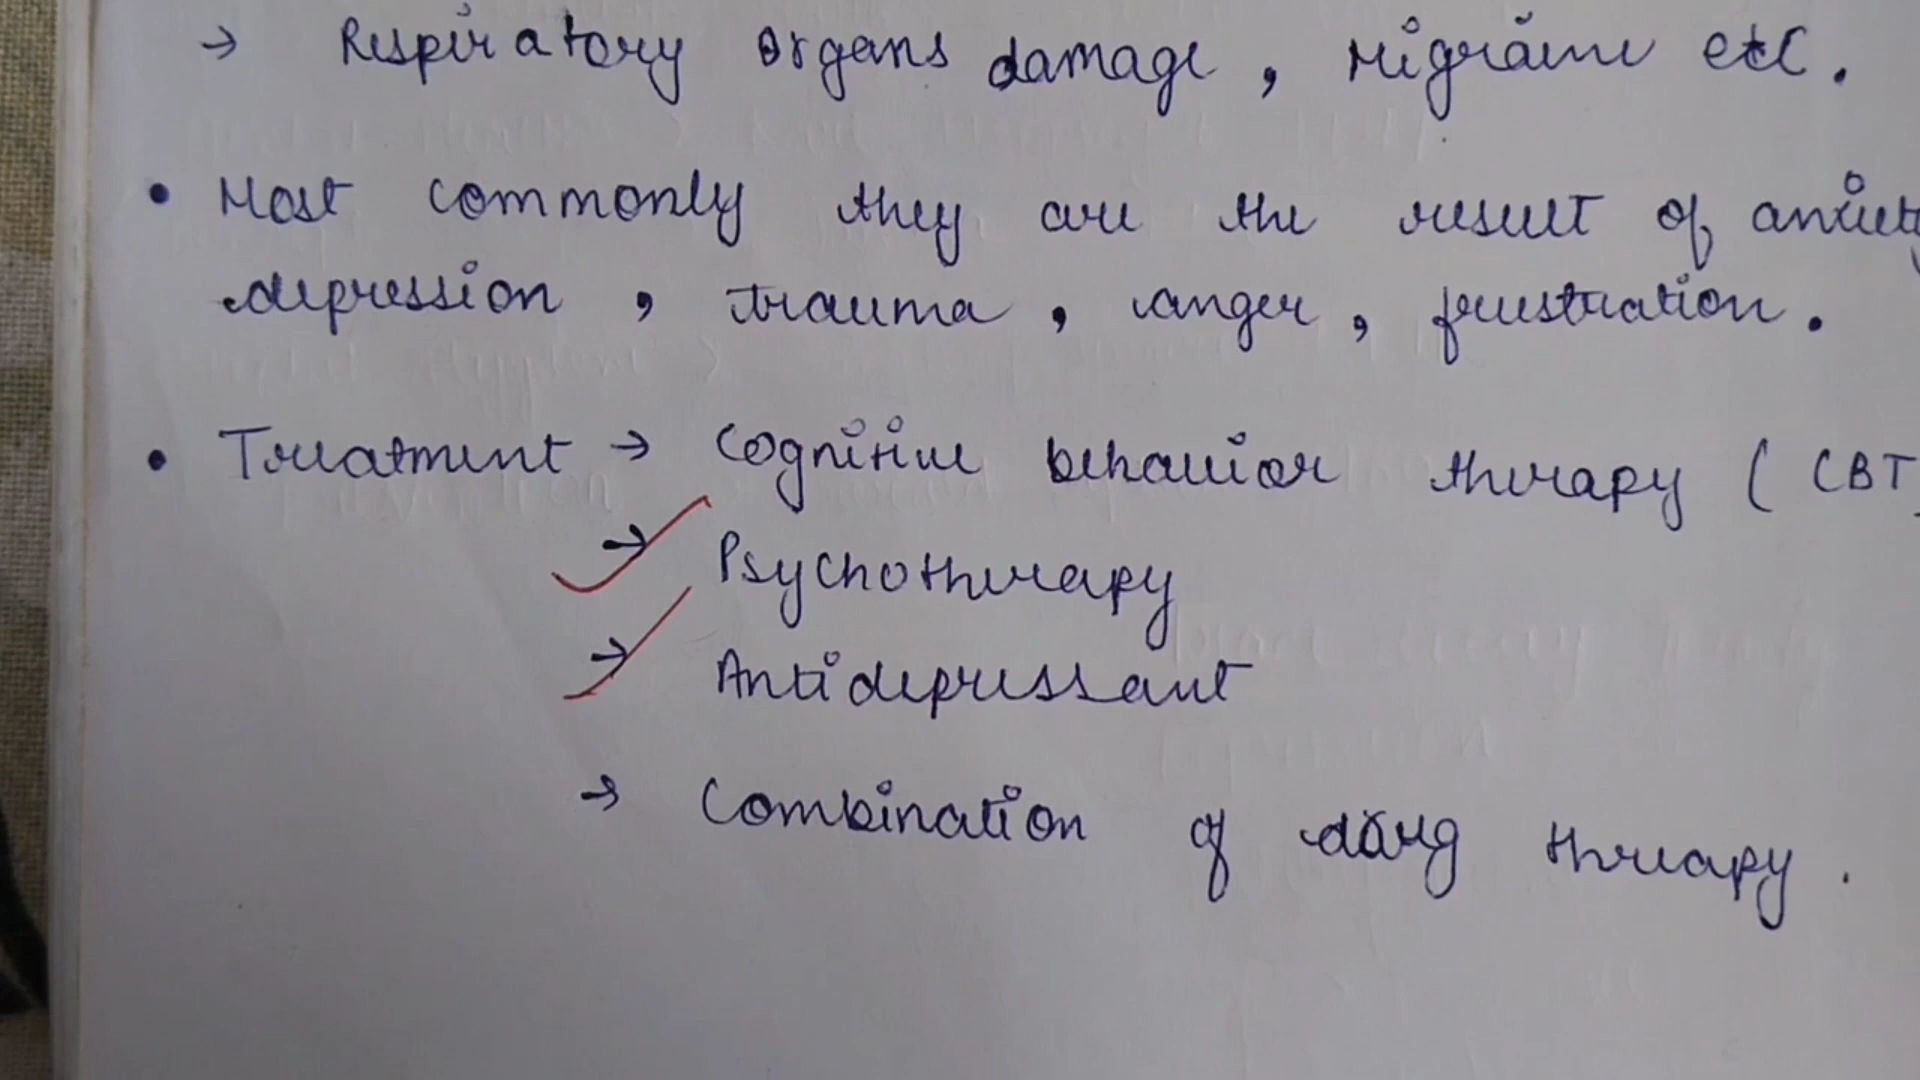 → Respiratory organs damage, Migraine etc.
• Most commonly they are the result of anxiety
depression, trauma, anger, frustration.
• Treatment → Cognitive behavior therapy (CBT)
→ Psychotherapy
→ Antidepressant
→ Combination of drug therapy.